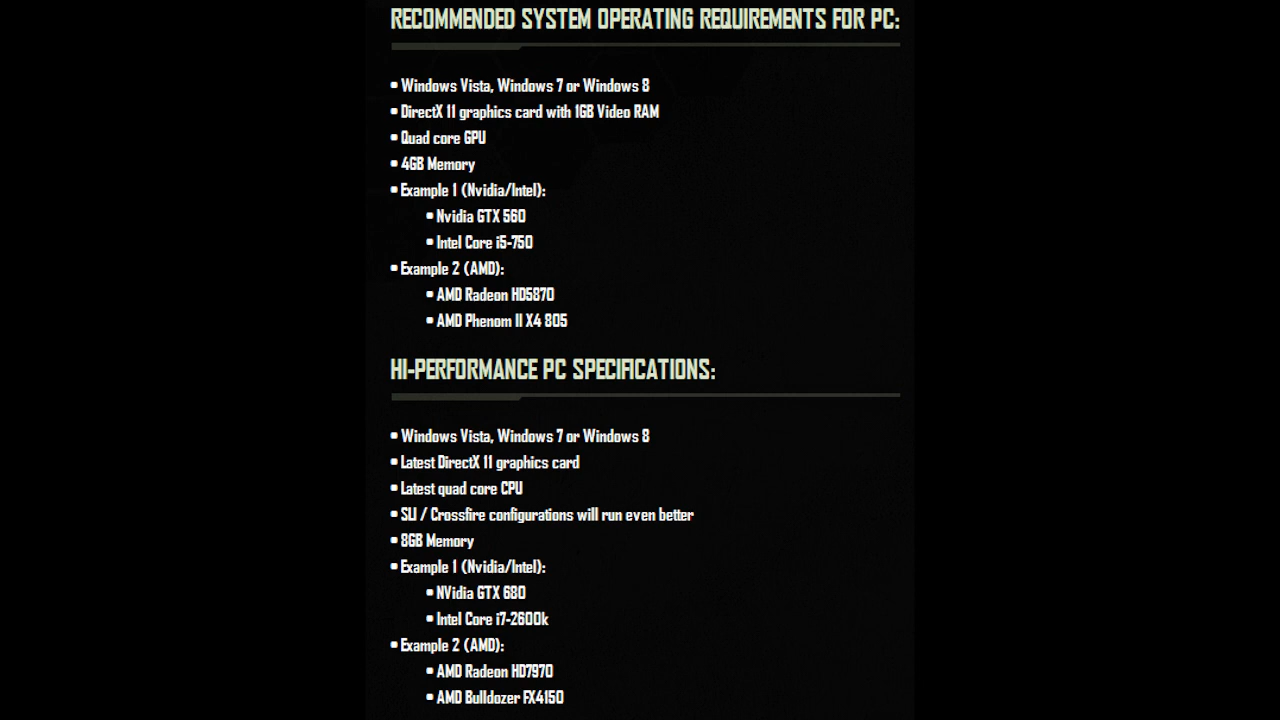 RECOMMENDED SYSTEM OPERATING REQUIREMENTS FOR PC:
• Windows Vista, Windows 7 or Windows 8
• DirectX 11 graphics card with 1GB Video RAM
• Quad core GPU
• 4GB Memory
• Example 1 (Nvidia/Intel):
• Nvidia GTX 560
• Intel Core i5-750
• Example 2 (AMD):
• AMD Radeon HD5870
• AMD Phenom II X4 805
HI-PERFORMANCE PC SPECIFICATIONS:
• Windows Vista, Windows 7 or Windows 8
• Latest DirectX 11 graphics card
• Latest quad core CPU
• SLI / Crossfire configurations will run even better
• 8GB Memory
• Example 1 (Nvidia/Intel):
• NVidia GTX 680
• Intel Core i7-2600k
• Example 2 (AMD):
• AMD Radeon HD7970
• AMD Bulldozer FX4150